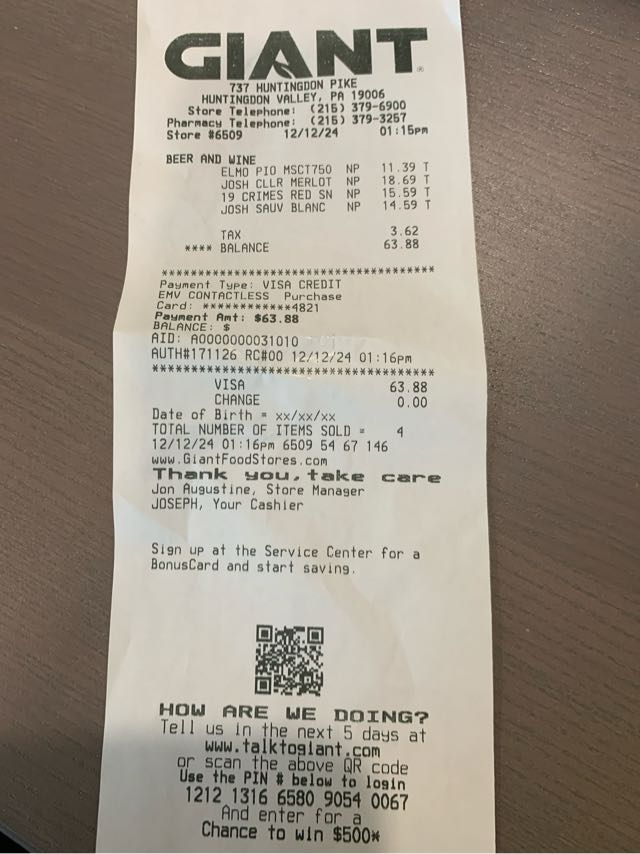 GIANT®
737 HUNTINGDON PIKE
HUNTINGDON VALLEY, PA 19006
Store Telephone: (215) 379-6900
Pharmacy Telephone: (215) 379-3257
Store #6509 12/12/24 01:15pm
BEER AND WINE
ELMO PIO MSCT750 NP 11.39 T
JOSH CLLR MERLOT NP 18.69 T
19 CRIMES RED SN NP 15.59 T
JOSH SAUV BLANC NP 14.59 T
TAX 3.62
**** BALANCE 63.88
************************************
Payment Type: VISA CREDIT
EMV CONTACTLESS Purchase
Card: ************4821
Payment Amt: $63.88
BALANCE: $
AID: A0000000031010
AUTH#171126 RC#00 12/12/24 01:16pm
************************************
VISA 63.88
CHANGE 0.00
Date of Birth = xx/xx/xx
TOTAL NUMBER OF ITEMS SOLD = 4
12/12/24 01:16pm 6509 54 67 146
www.GiantFoodStores.com
Thank you, take care
Jon Augustine, Store Manager
JOSEPH, Your Cashier
Sign up at the Service Center for a
BonusCard and start saving.
HOW ARE WE DOING?
Tell us in the next 5 days at
www.talktogiant.com
or scan the above QR code
Use the PIN # below to login
1212 1316 6580 9054 0067
And enter for a
Chance to win $500*